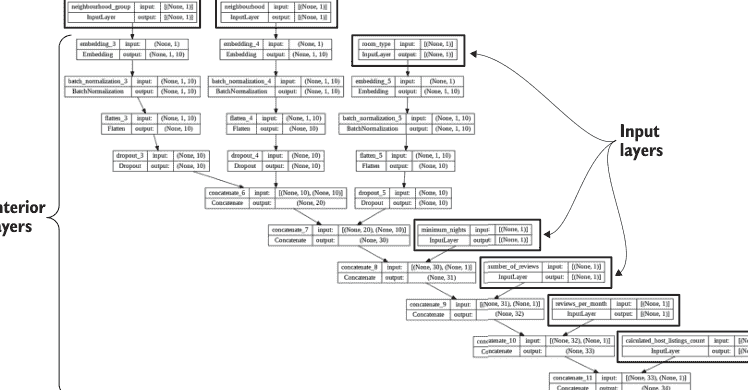 neighbourhood_group input: [(None, 1)]
InputLayer output: [(None, 1)]
neighbourhood input: [(None, 1)]
InputLayer output: [(None, 1)]
embedding_3 input: (None, 1)
Embedding output: (None, 1, 10)
embedding_4 input: (None, 1)
Embedding output: (None, 1, 10)
room_type input: [(None, 1)]
InputLayer output: [(None, 1)]
batch_normalization_3 input: (None, 1, 10)
BatchNormalization output: (None, 1, 10)
batch_normalization_4 input: (None, 1, 10)
BatchNormalization output: (None, 1, 10)
embedding_5 input: (None, 1)
Embedding output: (None, 1, 10)
flatten_3 input: (None, 1, 10)
Flatten output: (None, 10)
flatten_4 input: (None, 1, 10)
Flatten output: (None, 10)
batch_normalization_5 input: (None, 1, 10)
BatchNormalization output: (None, 1, 10)
Input
layers
dropout_3 input: (None, 10)
Dropout output: (None, 10)
dropout_4 input: (None, 10)
Dropout output: (None, 10)
flatten_5 input: (None, 1, 10)
Flatten output: (None, 10)
concatenate_6 input: [(None, 10), (None, 10)]
Concatenate output: (None, 20)
dropout_5 input: (None, 10)
Dropout output: (None, 10)
nterior
yers
concatenate_7 input: [(None, 20), (None, 10)]
Concatenate output: (None, 30)
minimum_nights input: [(None, 1)]
InputLayer output: [(None, 1)]
concatenate_8 input: [(None, 30), (None, 1)]
Concatenate output: (None, 31)
number_of_reviews input: [(None, 1)]
InputLayer output: [(None, 1)]
concatenate_9 input: [(None, 31), (None, 1)]
Concatenate output: (None, 32)
reviews_per_month input: [(None, 1)]
InputLayer output: [(None, 1)]
concatenate_10 input: [(None, 32), (None, 1)]
Concatenate output: (None, 33)
calculated_host_listings_count input:
InputLayer output:
concatenate_11 input: [(None, 33), (None, 1)]
Concatenate output: (None, 34)